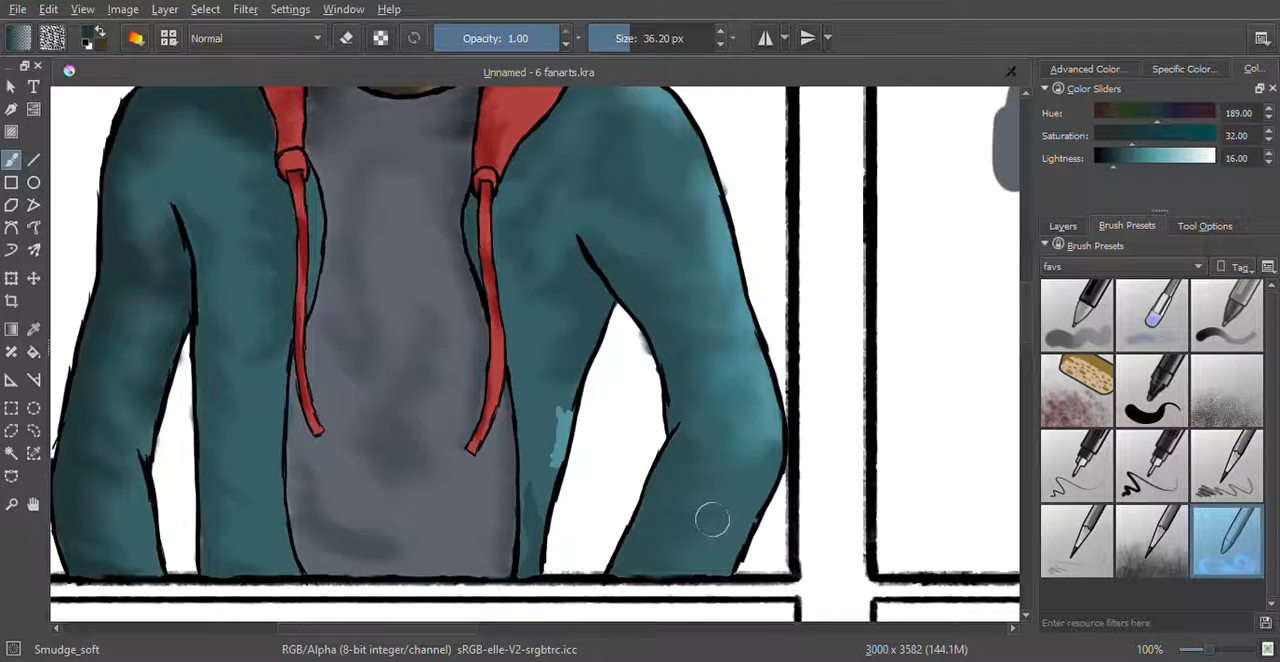 File Edit View Image Layer Select Filter Settings Window Help
Normal Opacity: 1.00 Size: 36.20 px
Unnamed - 6 fanarts.kra
Advanced Color... Specific Color... Col...
Color Sliders
Hue: 189.00
Saturation: 32.00
Lightness: 16.00
Layers Brush Presets Tool Options
Brush Presets
favs Tag
Enter resource filters here
Smudge_soft RGB/Alpha (8-bit integer/channel) sRGB-elle-V2-srgbtrc.icc 3000 x 3582 (144.1M) 100%